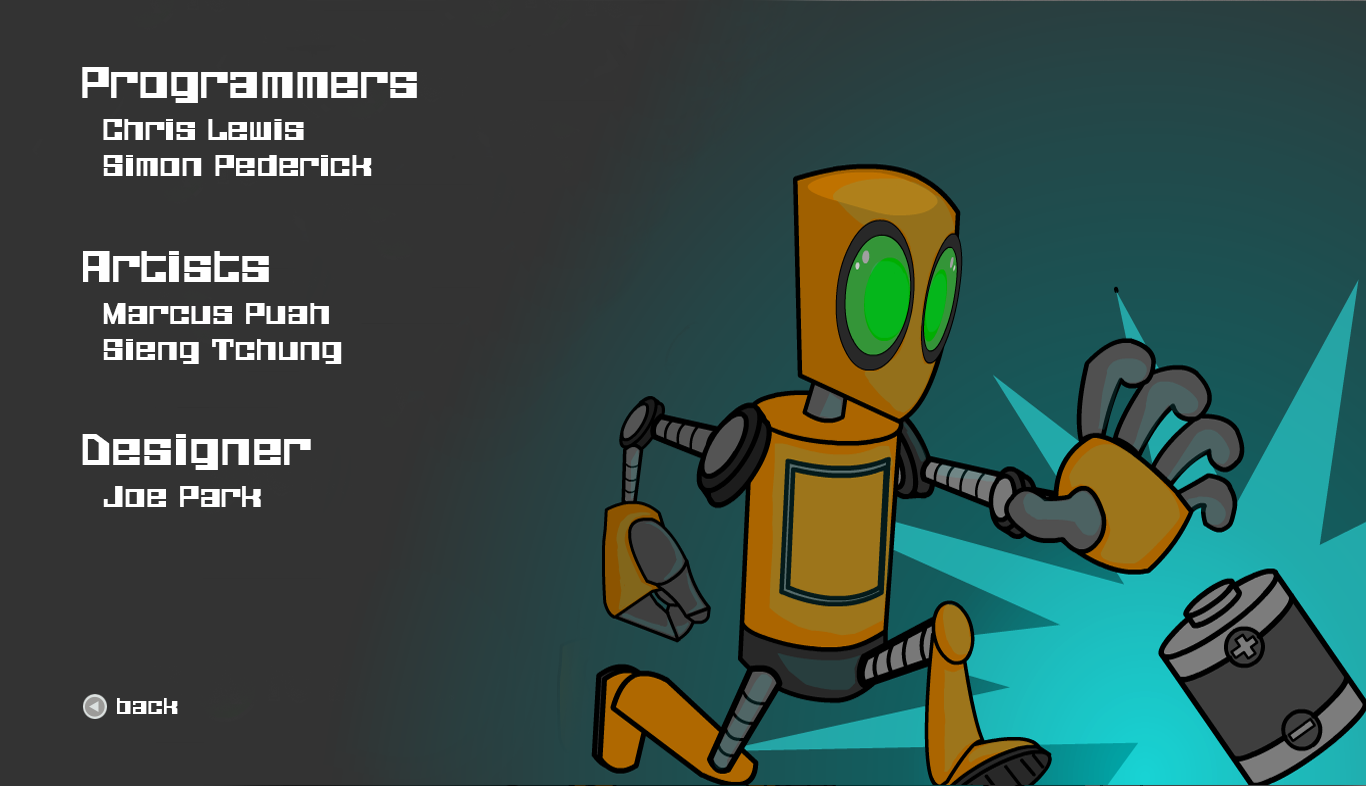 Programmers
Chris Lewis
Simon Pederick
Artists
Marcus Puah
Sieng Tchung
Designer
Joe Park
back